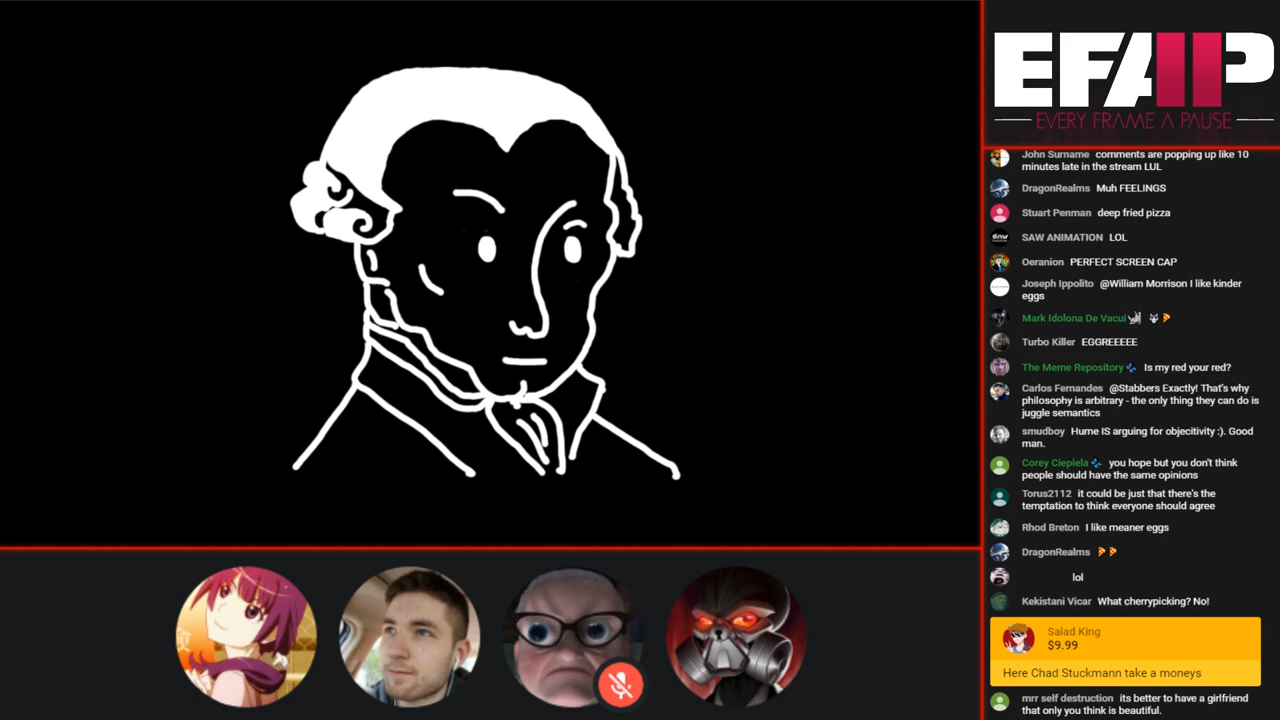 EFAP
EVERY FRAME A PAUSE
John Surname comments are popping up like 10
minutes late in the stream LUL
DragonRealms Muh FEELINGS
Stuart Penman deep fried pizza
SAW ANIMATION LOL
Oeranion PERFECT SCREEN CAP
Joseph Ippolito @William Morrison I like kinder
eggs
Mark Idolona De Vacui
Turbo Killer EGGREEEEE
The Meme Repository Is my red your red?
Carlos Fernandes @Stabbers Exactly! That's why
philosophy is arbitrary - the only thing they can do is
juggle semantics
smudboy Hume IS arguing for objecitivity :). Good
man.
Corey Ciepiela you hope but you don't think
people should have the same opinions
Torus2112 it could be just that there's the
temptation to think everyone should agree
Rhod Breton I like meaner eggs
DragonRealms
lol
Kekistani Vicar What cherrypicking? No!
Salad King
$9.99
Here Chad Stuckmann take a moneys
mrr self destruction its better to have a girlfriend
that only you think is beautiful.